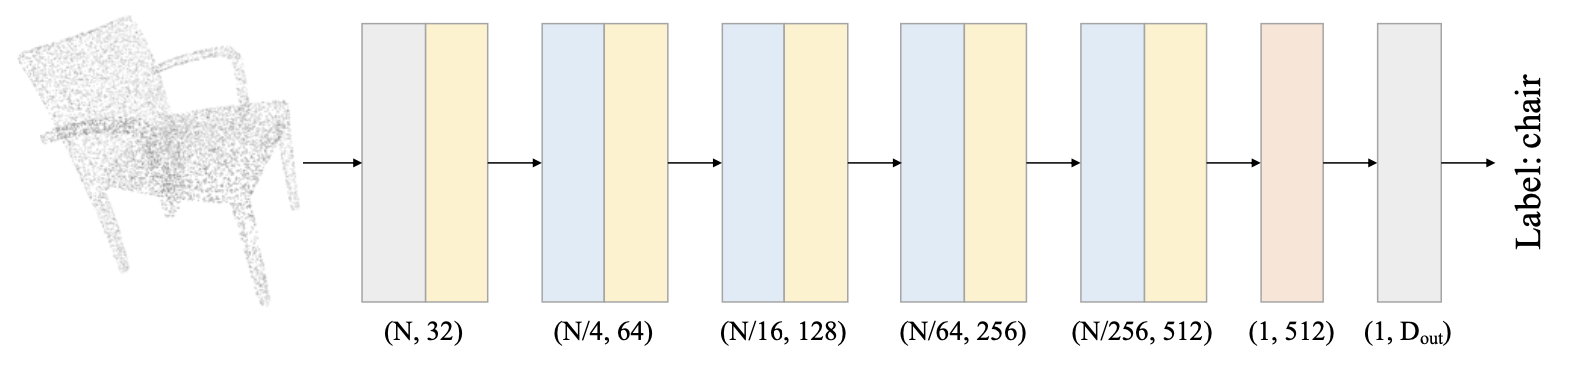 (N, 32)
(N/4, 64)
(N/16, 128)
(N/64, 256)
(N/256, 512)
(1, 512)
(1, Dout)
Label: chair